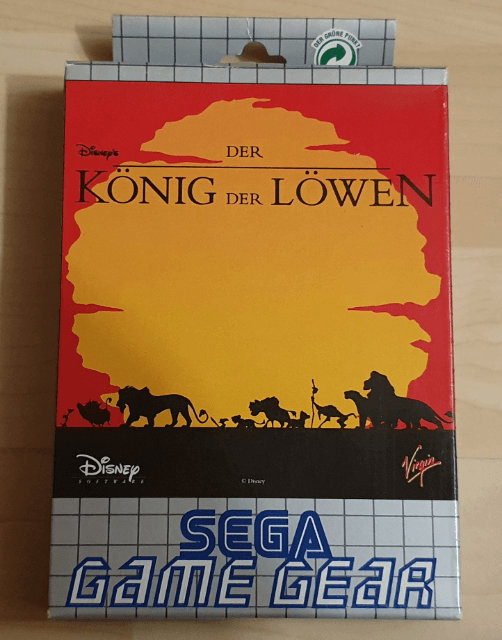 DER GRÜNE PUNKT
Disney's
DER
KÖNIG DER LÖWEN
Disney
SOFTWARE
© Disney
Virgin
SEGA
GAME GEAR